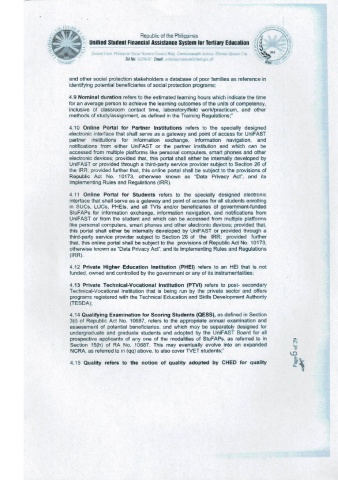 Republic of the Philippines
Unified Student Financial Assistance System for Tertiary Education
and other social protection stakeholders a database of poor families as reference in
identifying potential beneficiaries of social protection programs;
4.9 Nominal duration refers to the estimated learning hours which indicate the time
for an average person to achieve the learning outcomes of the units of competency,
inclusive of classroom contact time, laboratory/field work/practicum, and other
methods of study/assignment, as defined in the Training Regulations;"
4.10 Online Portal for Partner Institutions refers to the specially designed
electronic interface that shall serve as a gateway and point of access for UniFAST
partner institutions for information exchange, information navigation, and
notifications from either UniFAST or the partner institution and which can be
accessed from multiple platforms like personal computers, smart phones and other
electronic devices; provided that, this portal shall either be internally developed by
UniFAST or provided through a third-party service provider subject to Section 26 of
the IRR; provided further that, this online portal shall be subject to the provisions of
Republic Act No. 10173, otherwise known as "Data Privacy Act", and its
Implementing Rules and Regulations (IRR).
4.11 Online Portal for Students refers to the specially designed electronic
interface that shall serve as a gateway and point of access for all students enrolling
in SUCs, LUCs, PHEIs, and all TVIs and/or beneficiaries of government-funded
StuFAPs for information exchange, information navigation, and notifications from
UniFAST or from the student and which can be accessed from multiple platforms
like personal computers, smart phones and other electronic devices; provided that,
this portal shall either be internally developed by UniFAST or provided through a
third-party service provider subject to Section 26 of the IRR; provided further
that, this online portal shall be subject to the provisions of Republic Act No. 10173,
otherwise known as "Data Privacy Act", and its Implementing Rules and Regulations
(IRR).
4.12 Private Higher Education Institution (PHEI) refers to an HEI that is not
funded, owned and controlled by the government or any of its instrumentalities;
4.13 Private Technical-Vocational Institution (PTVI) refers to post- secondary
Technical-Vocational Institution that is being run by the private sector and offers
programs registered with the Technical Education and Skills Development Authority
(TESDA);
4.14 Qualifying Examination for Scoring Students (QESS), as defined in Section
3(l) of Republic Act No. 10687, refers to the appropriate annual examination and
assessment of potential beneficiaries, and which may be separately designed for
undergraduate and graduate students and adopted by the UniFAST Board for all
prospective applicants of any one of the modalities of StuFAPs, as referred to in
Section 15(h) of RA No. 10687. This may eventually evolve into an expanded
NCRA, as referred to in (qq) above, to also cover TVET students;"
4.15 Quality refers to the notion of quality adopted by CHED for quality